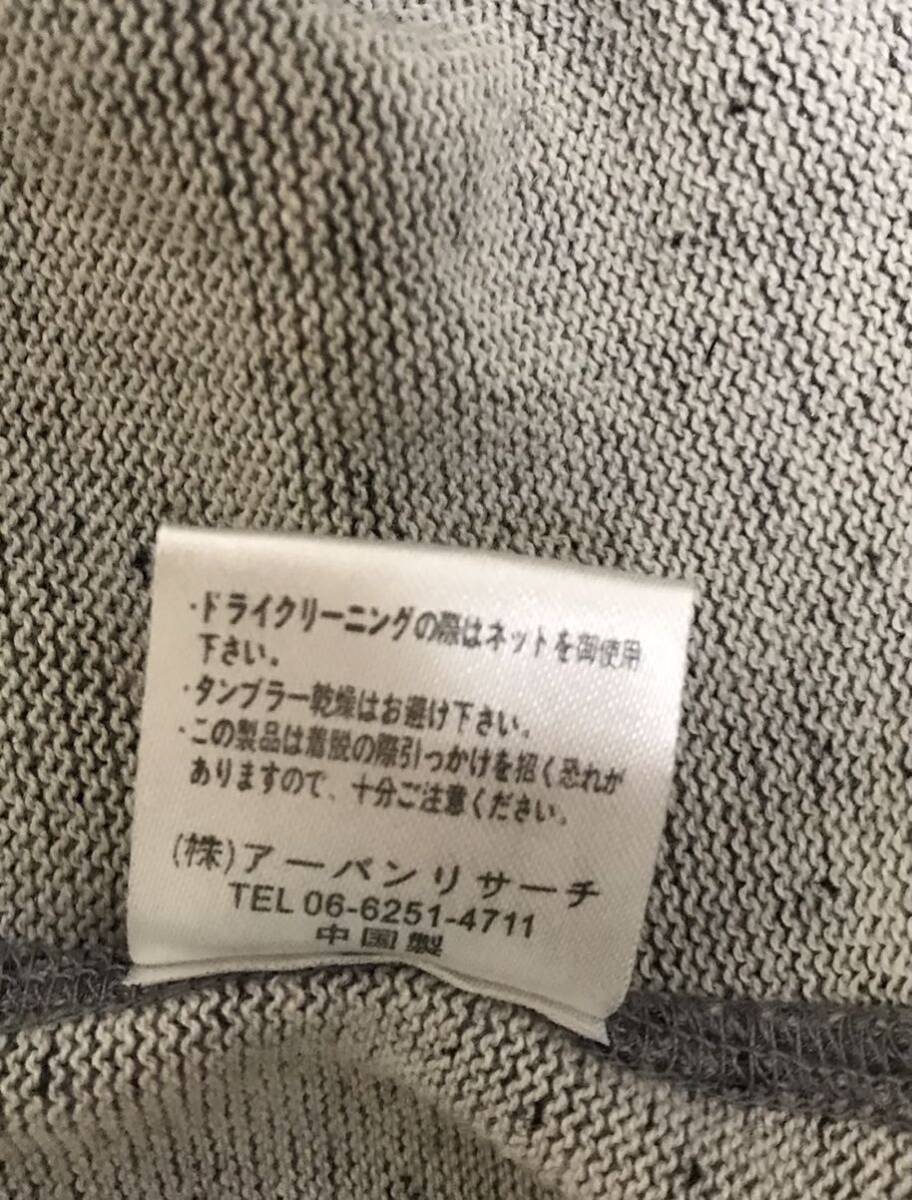 ・ドライクリーニングの際はネットを御使用
下さい。
・タンブラー乾燥はお避け下さい。
・この製品は着脱の際引っかけを招く恐れが
ありますので、十分ご注意ください。
(株)アーバンリサーチ
TEL 06-6251-4711
中国製